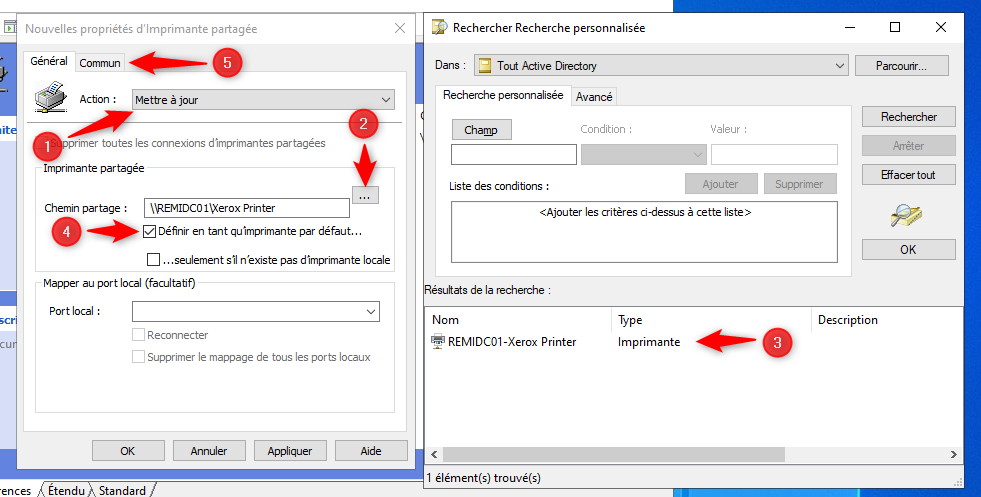 Nouvelles propriétés d'Imprimante partagée
Général
Commun
5
Action :
Mettre à jour
2
1
Supprimer toutes les connexions d'imprimantes partagées
Imprimante partagée
...
Chemin partage :
\\REMIDC01\Xerox Printer
4
Définir en tant qu'imprimante par défaut...
...seulement s'il n'existe pas d'imprimante locale
Mapper au port local (facultatif)
Port local :
Reconnecter
Supprimer le mappage de tous les ports locaux
OK
Annuler
Appliquer
Aide
Étendu
Standard
Rechercher Recherche personnalisée
Dans :
Tout Active Directory
Parcourir...
Recherche personnalisée
Avancé
Champ
Condition :
Valeur :
Rechercher
Arrêter
Effacer tout
Ajouter
Supprimer
Liste des conditions :
<Ajouter les critères ci-dessus à cette liste>
OK
Résultats de la recherche :
Nom
Type
Description
REMIDC01-Xerox Printer
Imprimante
3
1 élément(s) trouvé(s)